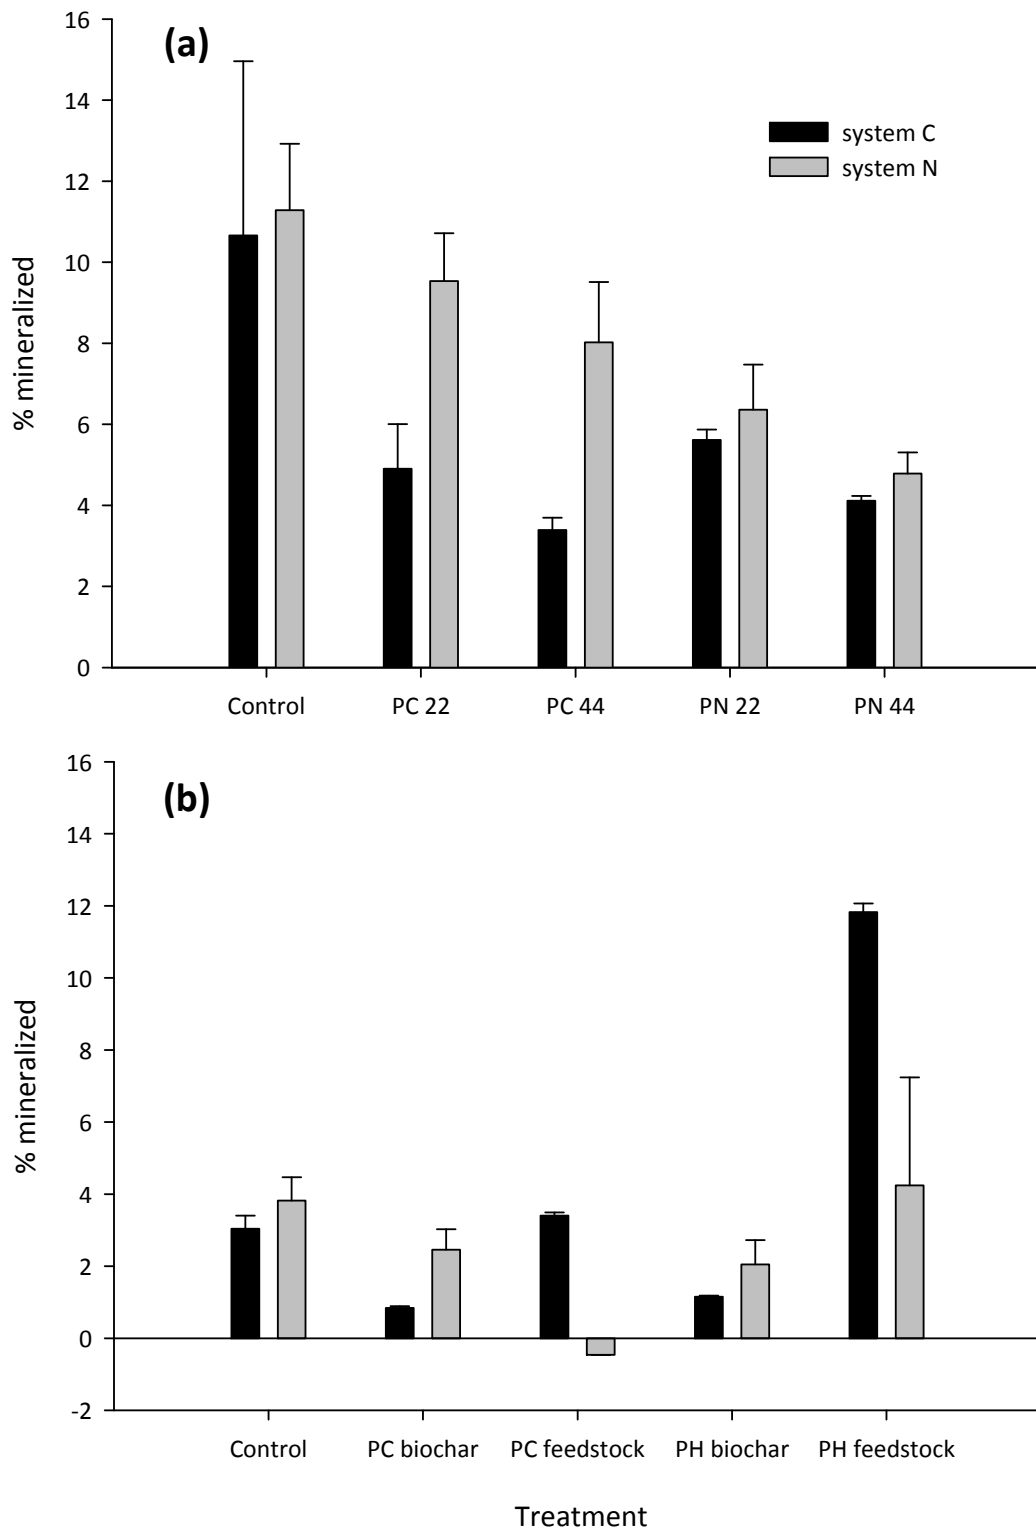 (a)
system C
system N
% mineralized
16
14
12
10
8
6
4
2
0
Control PC 22 PC 44 PN 22 PN 44
(b)
% mineralized
16
14
12
10
8
6
4
2
0
-2
Control PC biochar PC feedstock PH biochar PH feedstock
Treatment